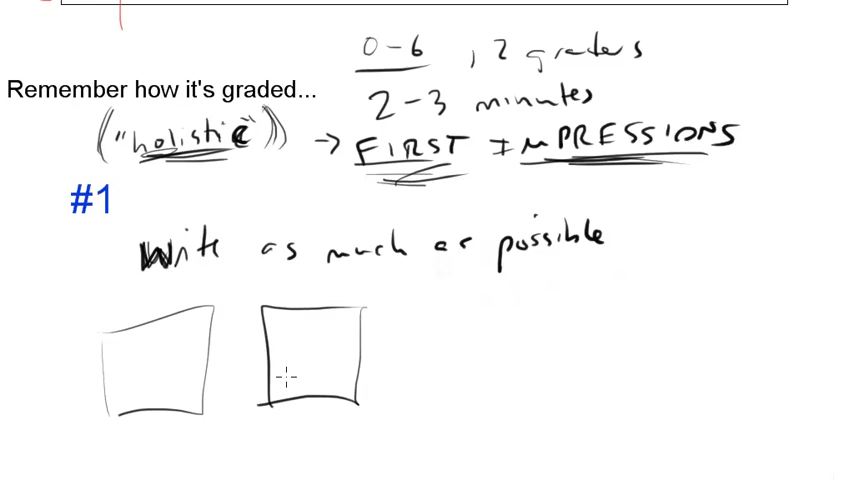 0-6 , 2 graders
Remember how it's graded...
2-3 minutes
("holistic") → FIRST IMPRESSIONS
#1
Write as much as possible